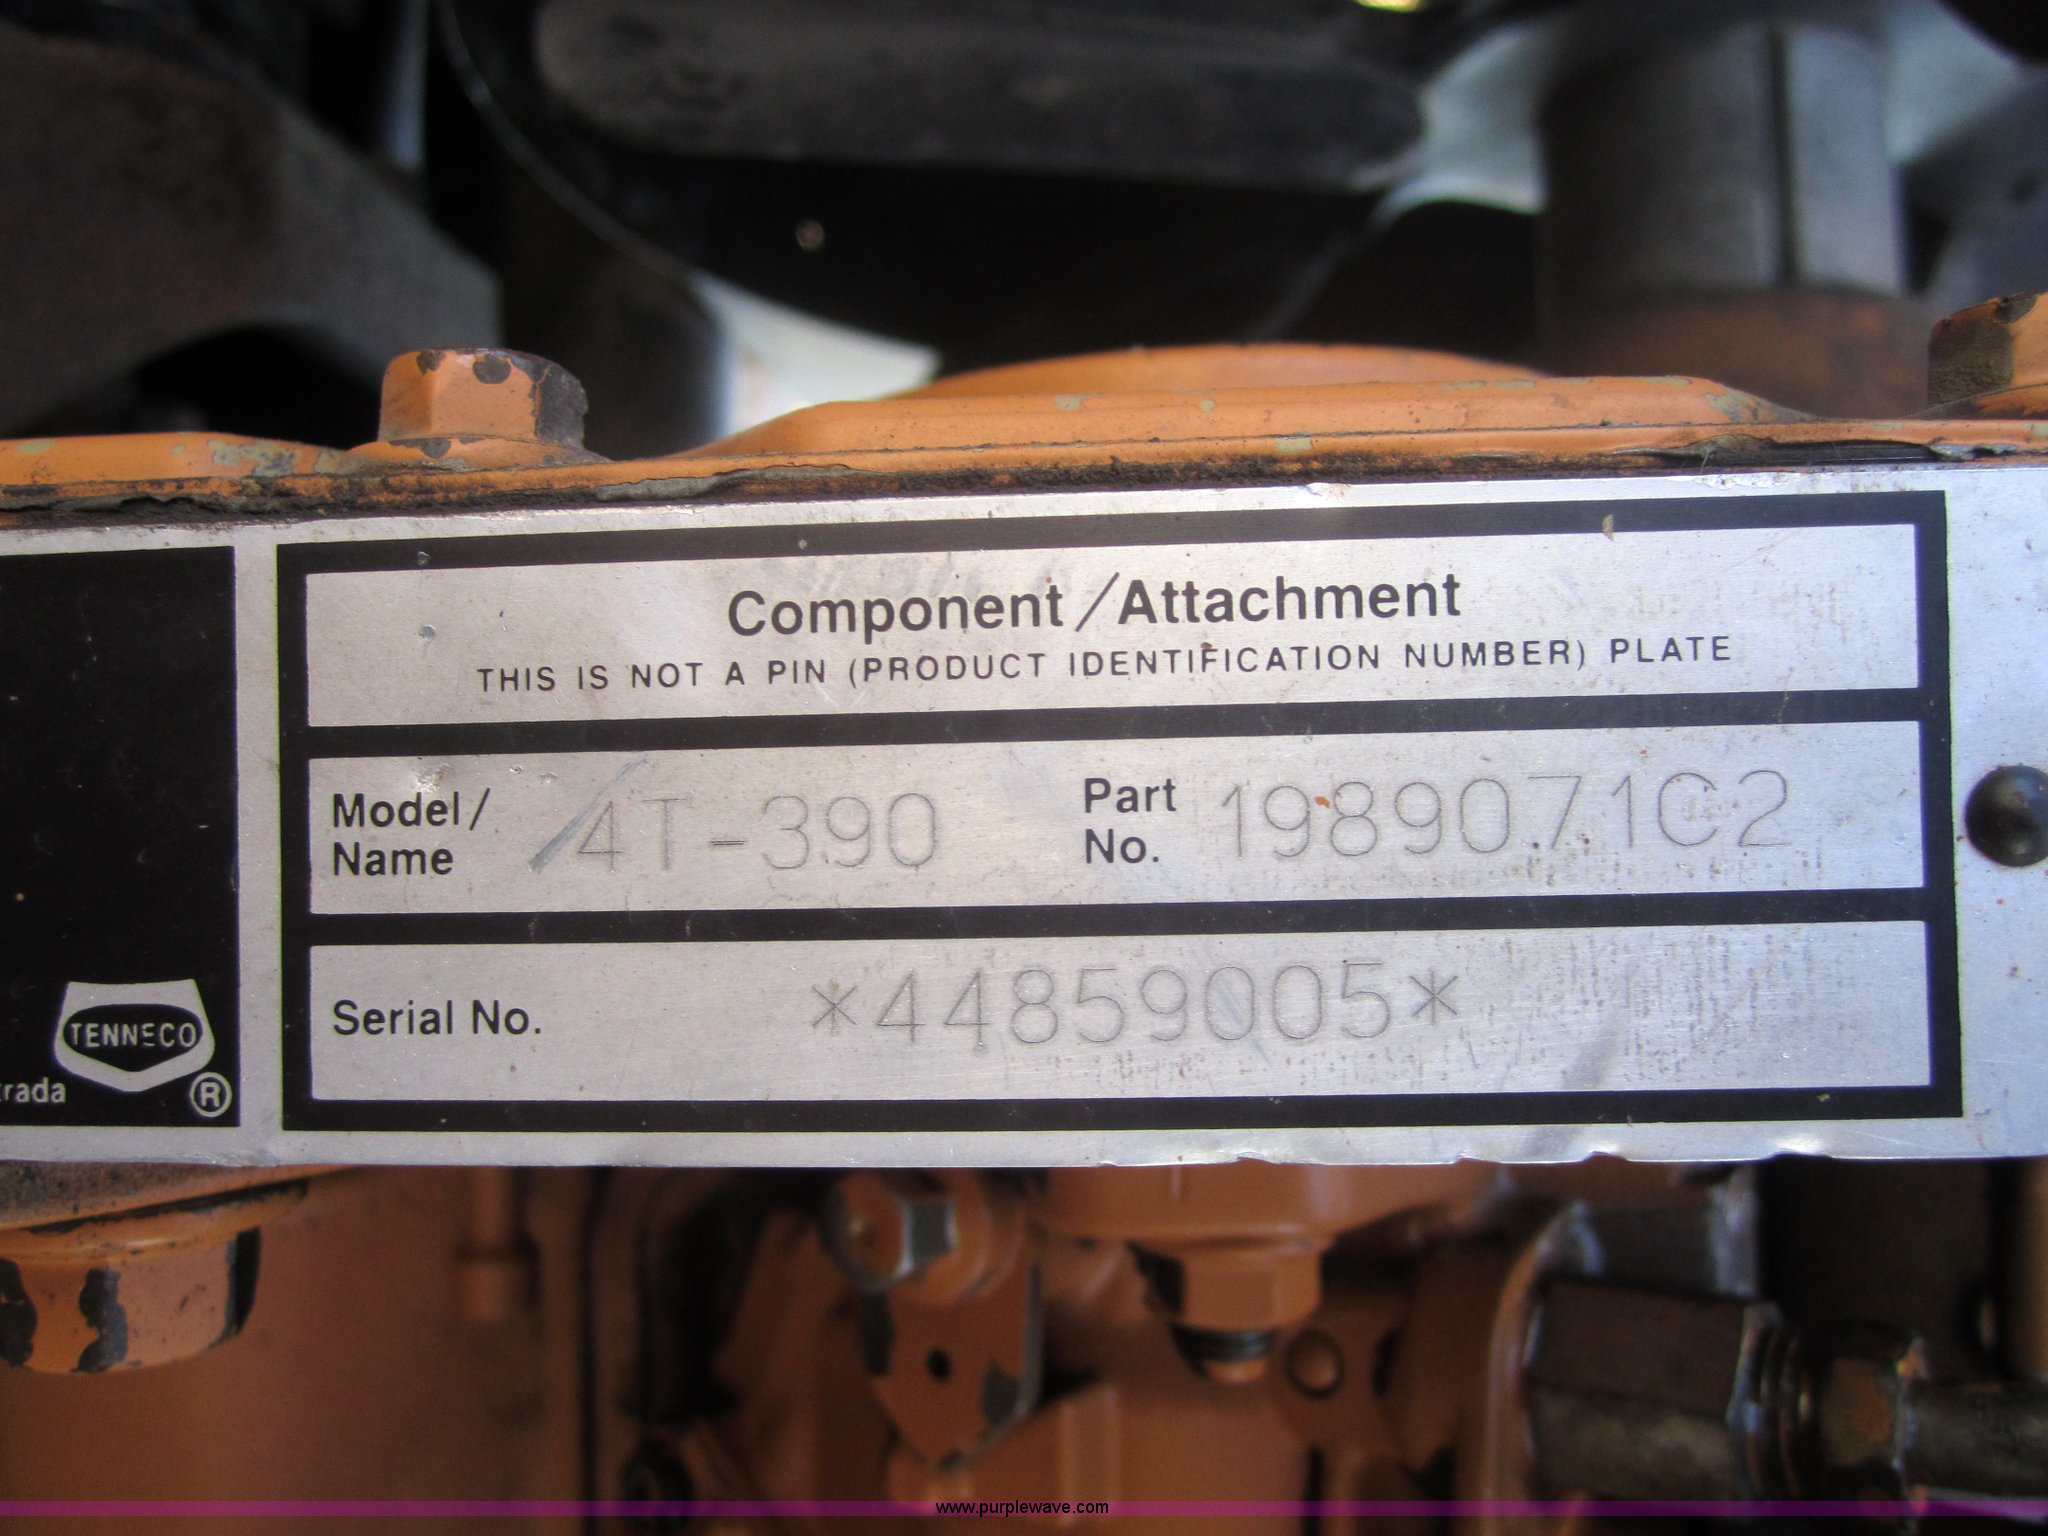 Component/Attachment
THIS IS NOT A PIN (PRODUCT IDENTIFICATION NUMBER) PLATE
Model/
Name
4T-390
Part
No.
1989071C2
Serial No.
*44859005*
TENNECO
trada
®
www.purplewave.com